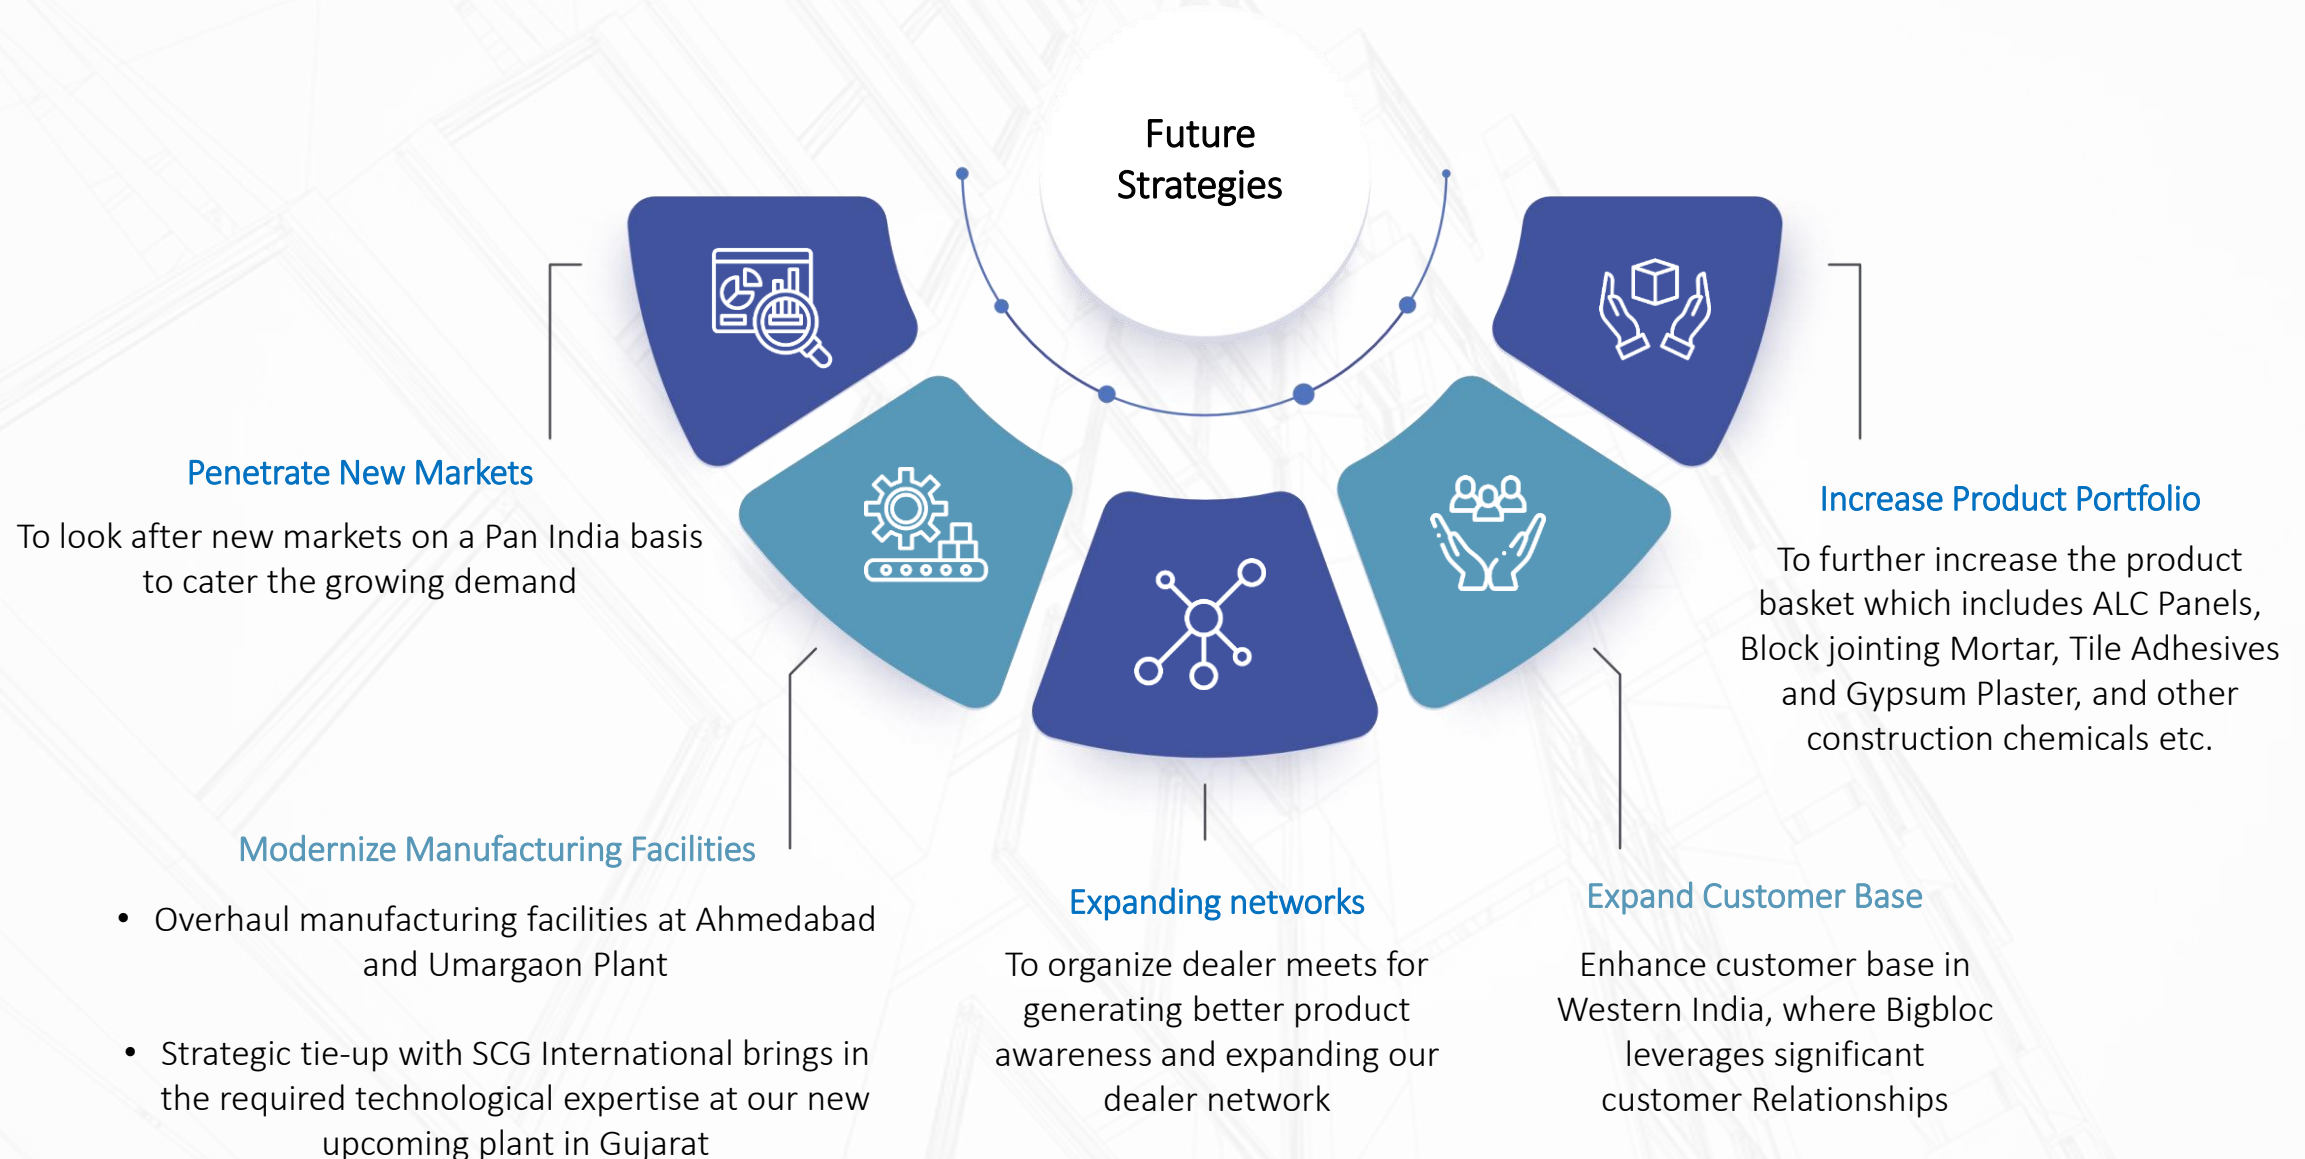 Future
Strategies
Penetrate New Markets
To look after new markets on a Pan India basis
to cater the growing demand
Modernize Manufacturing Facilities
• Overhaul manufacturing facilities at Ahmedabad
and Umargaon Plant
• Strategic tie-up with SCG International brings in
the required technological expertise at our new
upcoming plant in Gujarat
Expanding networks
To organize dealer meets for
generating better product
awareness and expanding our
dealer network
Expand Customer Base
Enhance customer base in
Western India, where Bigbloc
leverages significant
customer Relationships
Increase Product Portfolio
To further increase the product
basket which includes ALC Panels,
Block jointing Mortar, Tile Adhesives
and Gypsum Plaster, and other
construction chemicals etc.